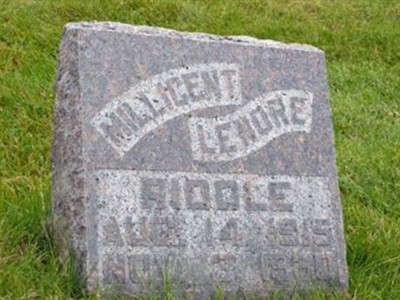 MILLICENT
LENORE
RIDDLE
AUG. 14, 1915
NOV.